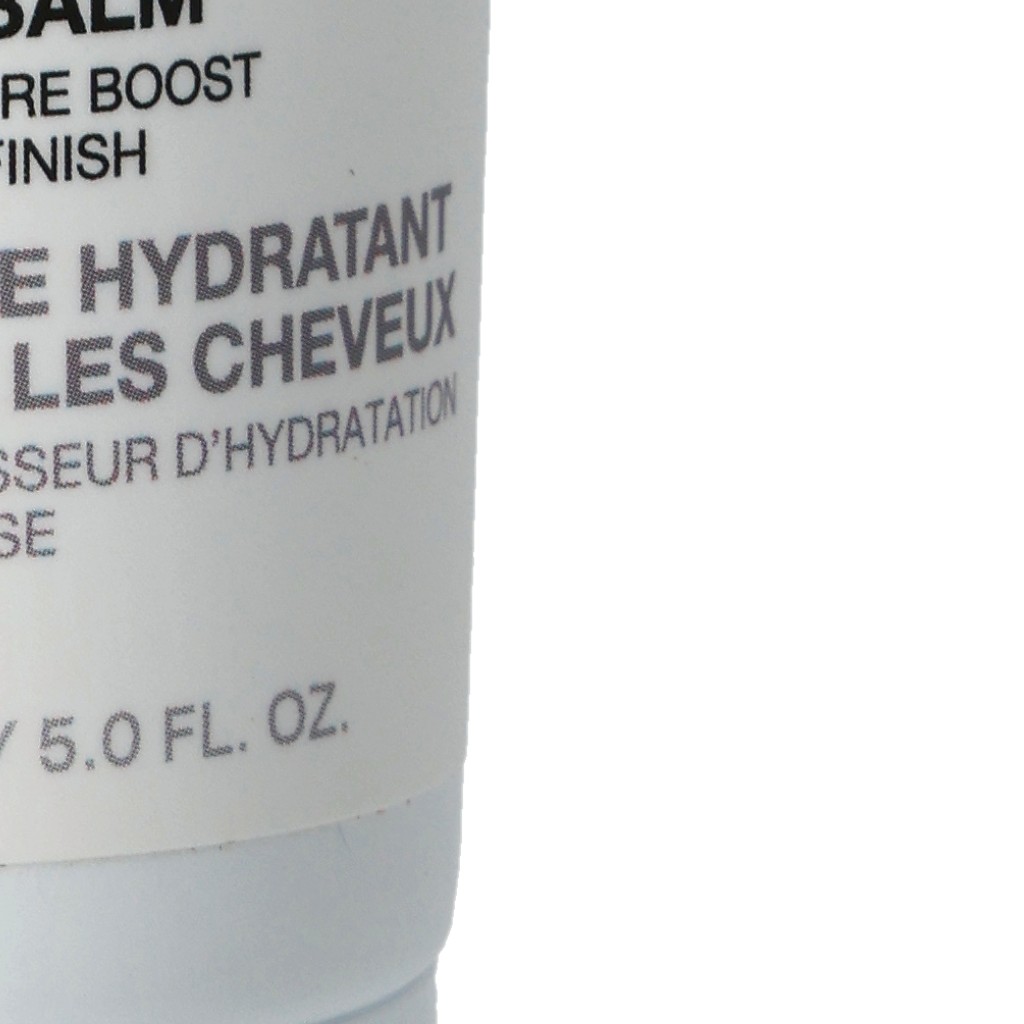 BALM
RE BOOST
FINISH
E HYDRATANT
LES CHEVEUX
SSEUR D'HYDRATATION
SE
5.0 FL. OZ.